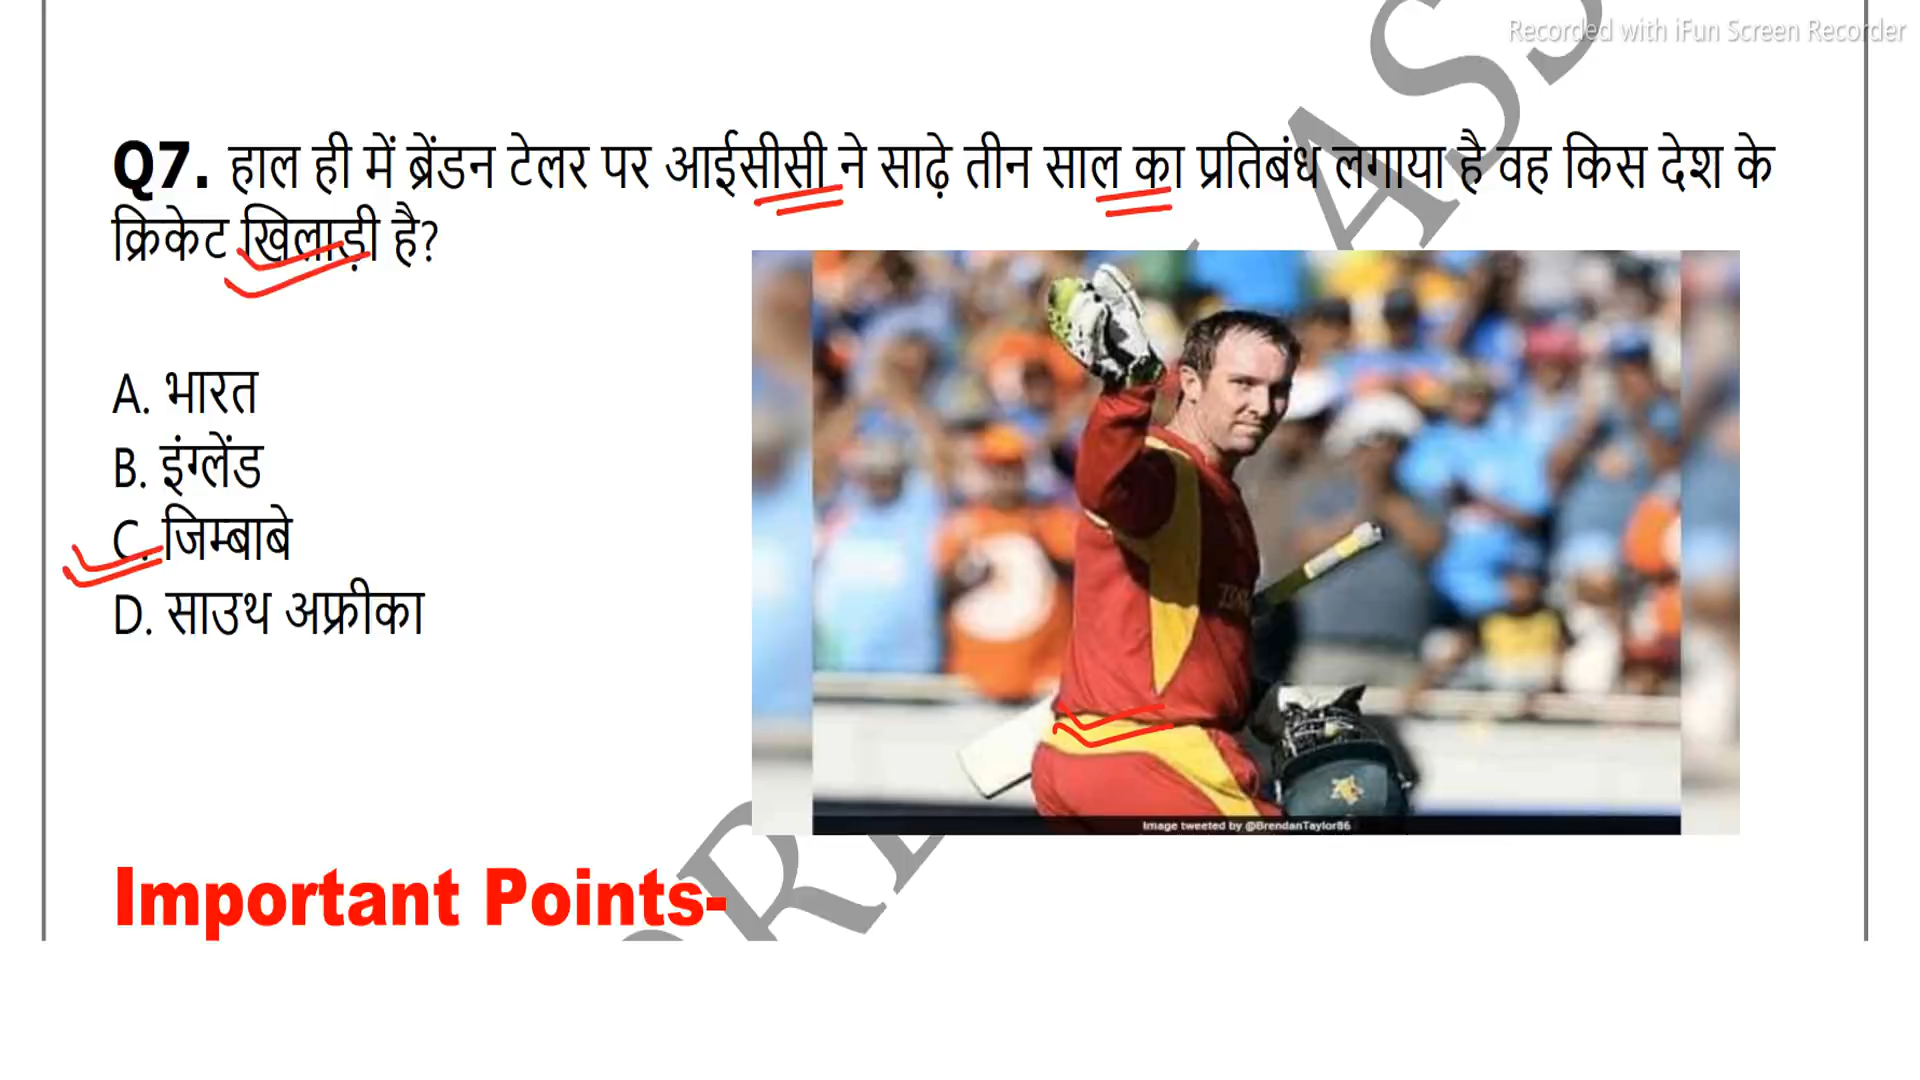 Recorded with iFun Screen Recorder
Q7. हाल ही में ब्रेंडन टेलर पर आईसीसी ने साढ़े तीन साल का प्रतिबंध लगाया है वह किस देश के
क्रिकेट खिलाड़ी है?
A. भारत
B. इंग्लेंड
C. जिम्बाबे
D. साउथ अफ्रीका
Image tweeted by @BrendanTaylor86
Important Points-